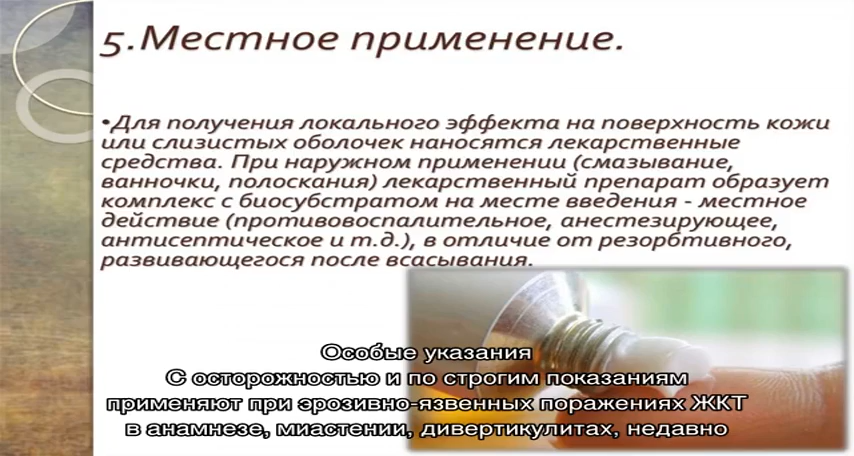 5.Местное применение.
•Для получения локального эффекта на поверхность кожи
или слизистых оболочек наносятся лекарственные
средства. При наружном применении (смазывание,
ванночки, полоскания) лекарственный препарат образует
комплекс с биосубстратом на месте введения - местное
действие (противовоспалительное, анестезирующее,
антисептическое и т.д.), в отличие от резорбтивного,
развивающегося после всасывания.
Особые указания
С осторожностью и по строгим показаниям
применяют при эрозивно-язвенных поражениях ЖКТ
в анамнезе, миастении, дивертикулитах, недавно